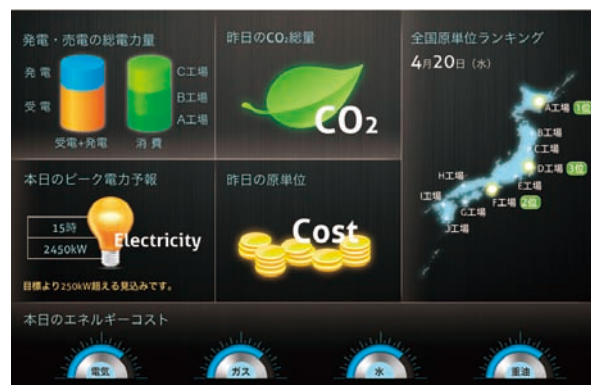 発電・売電の総電力量
発電
受電
C工場
B工場
A工場
受電+発電
消費
昨日のCO₂総量
CO2
全国原単位ランキング
4月20日（水）
A工場 1位
B工場
C工場
D工場 3位
E工場
F工場 2位
G工場
H工場
I工場
J工場
本日のピーク電力予報
15時
2450kW
Electricity
目標より250kW超える見込みです。
昨日の原単位
Cost
本日のエネルギーコスト
電気
ガス
水
重油